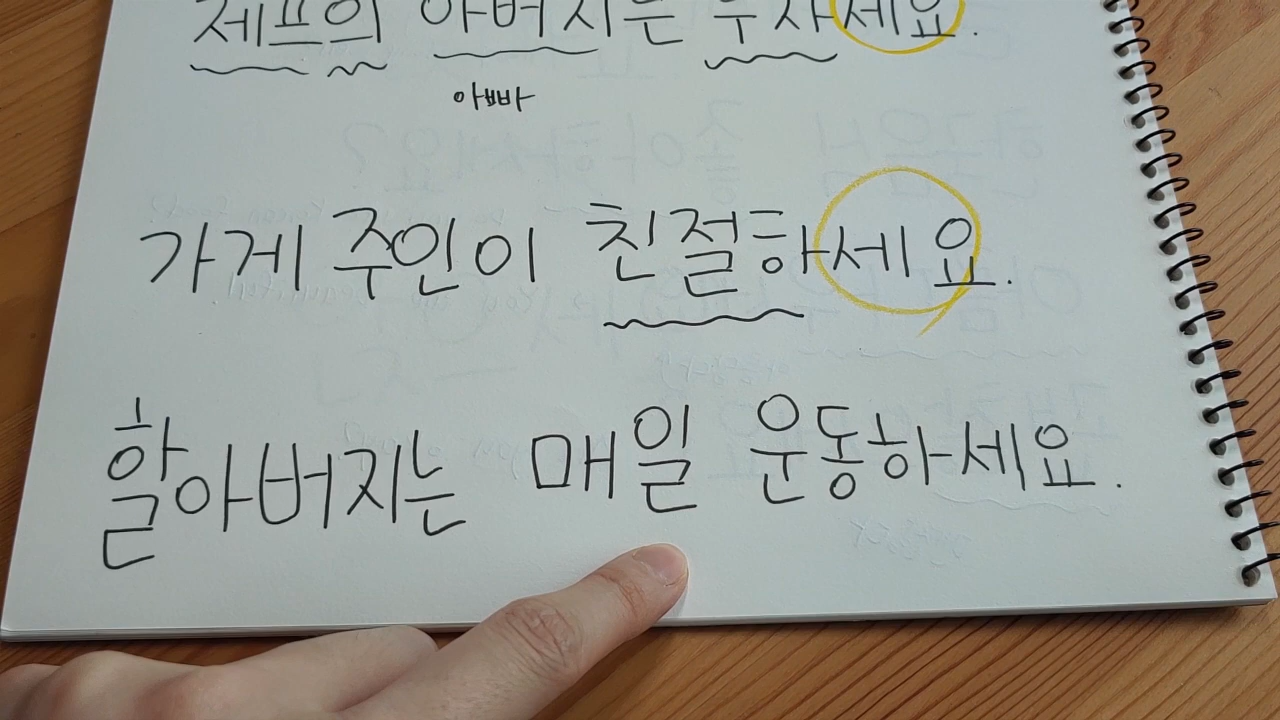 제프의 아버지는 부자세요.
아빠
가게 주인이 친절하세요.
할아버지는 매일 운동하세요.